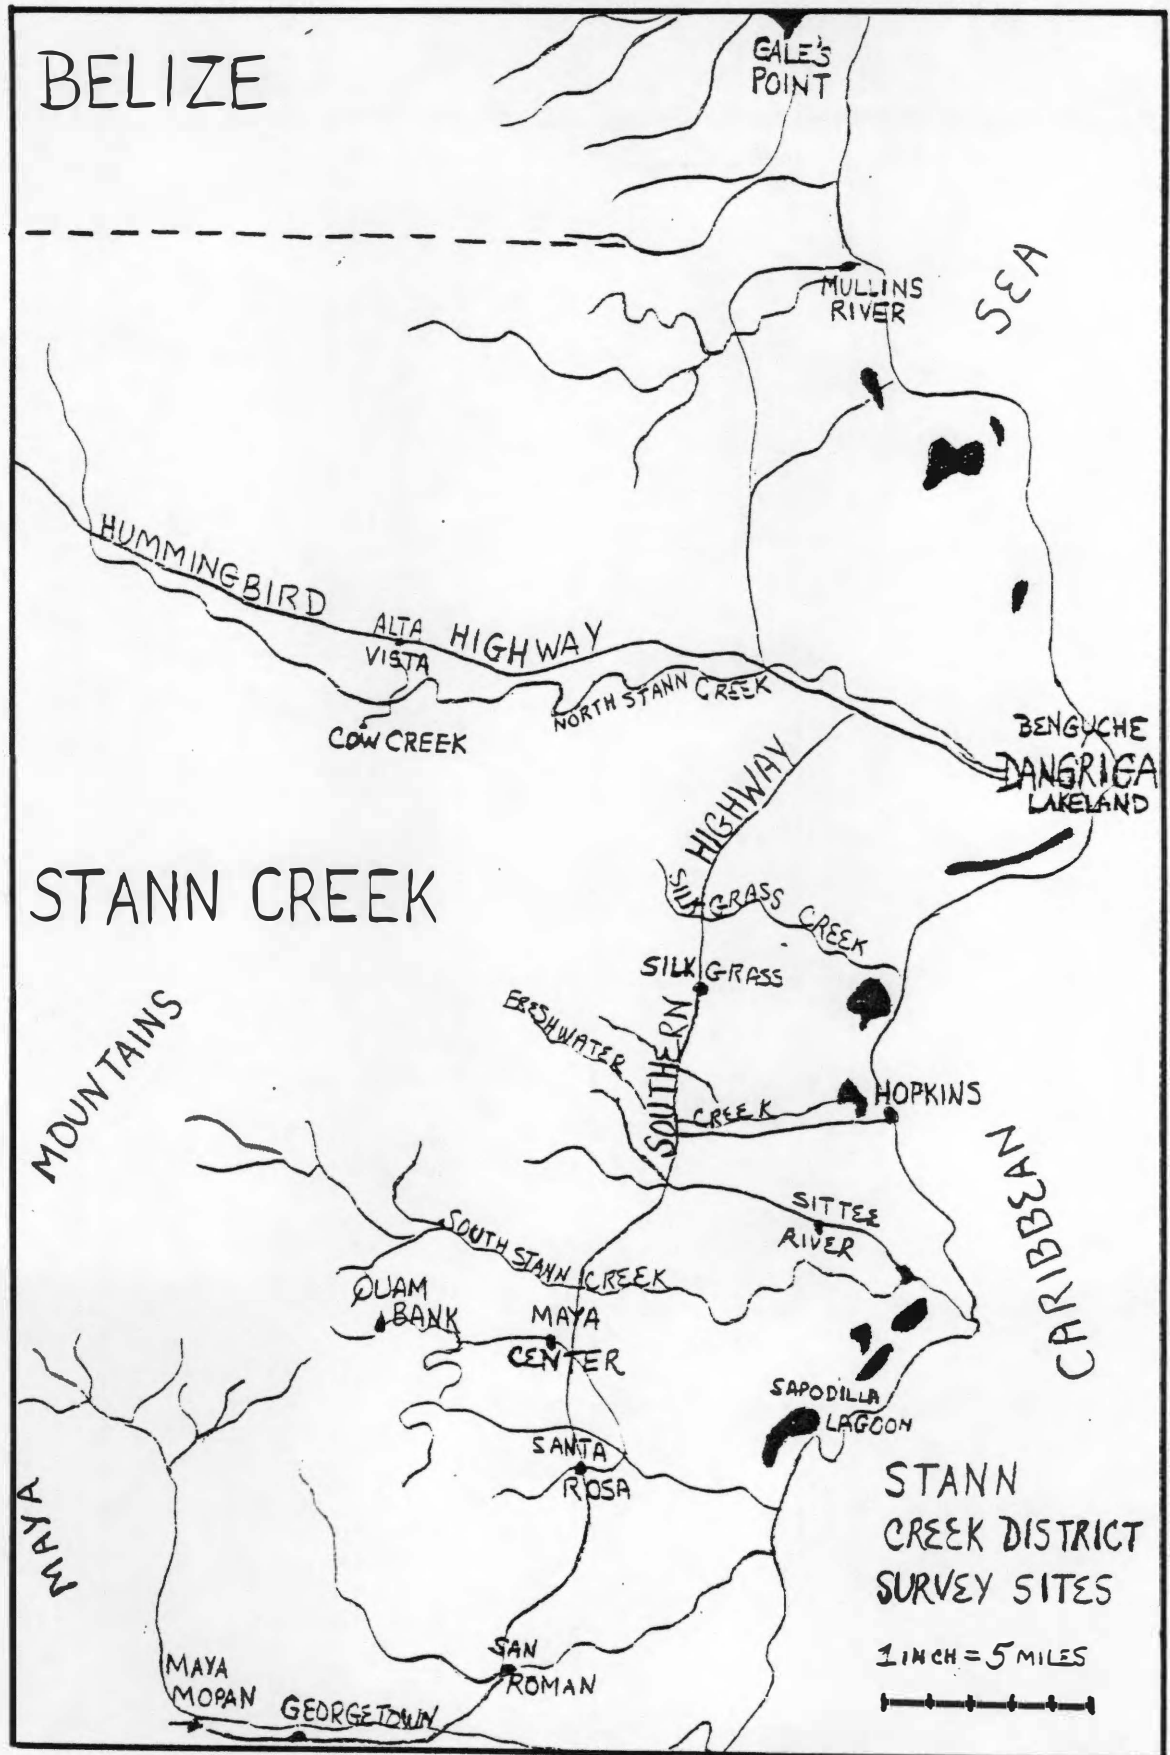 BELIZE
GALE'S
POINT
SEA
MULLINS
RIVER
HUMMINGBIRD HIGHWAY
ALTA
VISTA
NORTH STANN CREEK
COW CREEK
BENGUCHE
DANGRIGA
LAKELAND
SOUTHERN HIGHWAY
STANN CREEK
SILK GRASS CREEK
SILK GRASS
MAYA MOUNTAINS
FRESHWATER CREEK
HOPKINS
CARIBBEAN
SITTEE
RIVER
SOUTH STANN CREEK
QUAM
BANK
MAYA
CENTER
SAPODILLA
LAGOON
SANTA
ROSA
STANN
CREEK DISTRICT
SURVEY SITES
1 INCH = 5 MILES
SAN
ROMAN
MAYA
MOPAN
GEORGETOWN